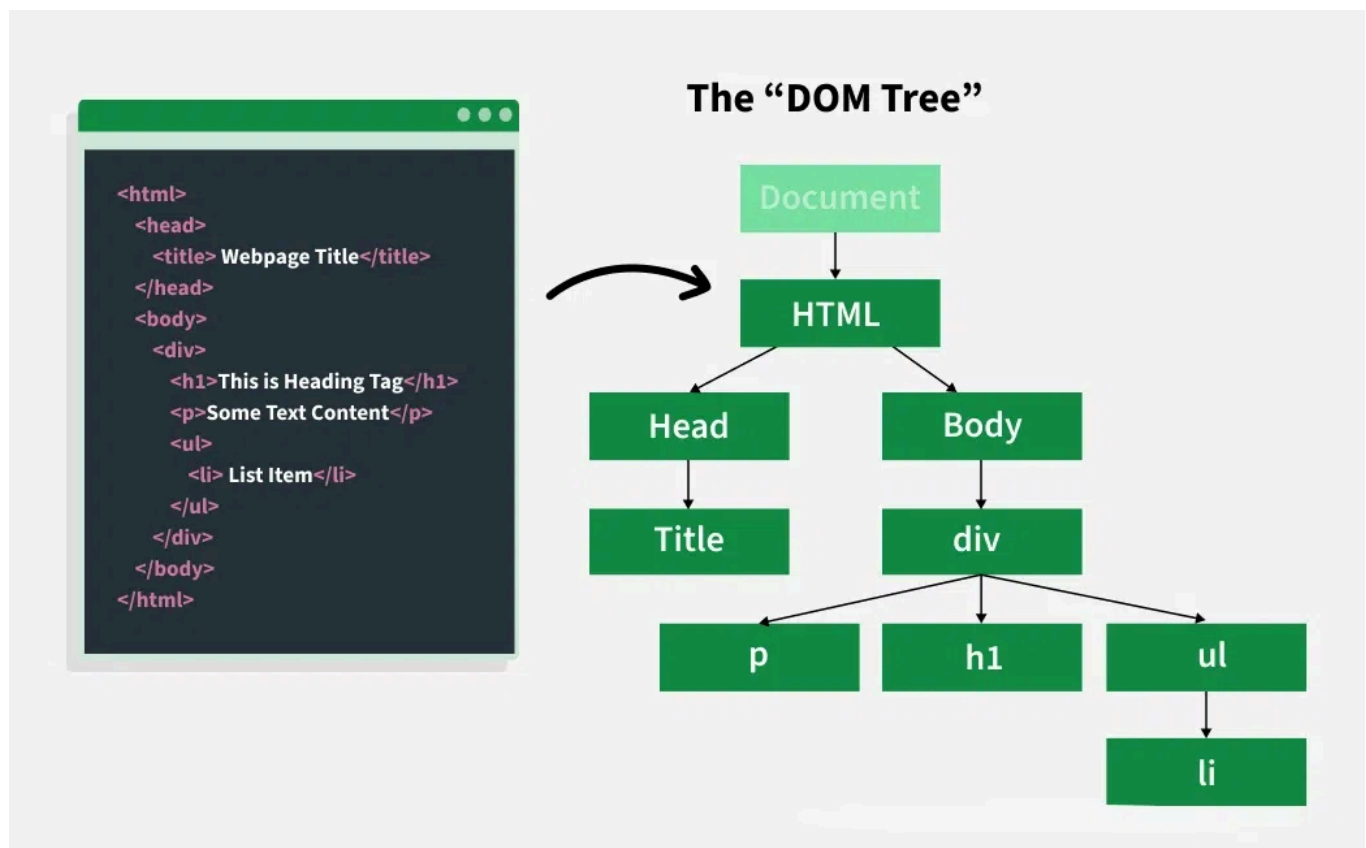 <html>
<head>
<title> Webpage Title</title>
</head>
<body>
<div>
<h1>This is Heading Tag</h1>
<p>Some Text Content</p>
<ul>
<li> List Item</li>
</ul>
</div>
</body>
</html>
The “DOM Tree”
Document
HTML
Head Body
Title div
p h1 ul
li